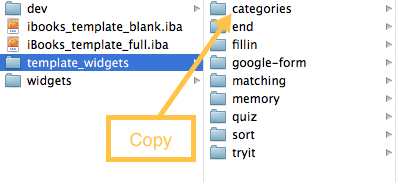 dev
ibooks_template_blank.iba
iBooks_template_full.iba
template_widgets
widgets
categories
end
fillin
google-form
matching
memory
quiz
sort
tryit
Copy